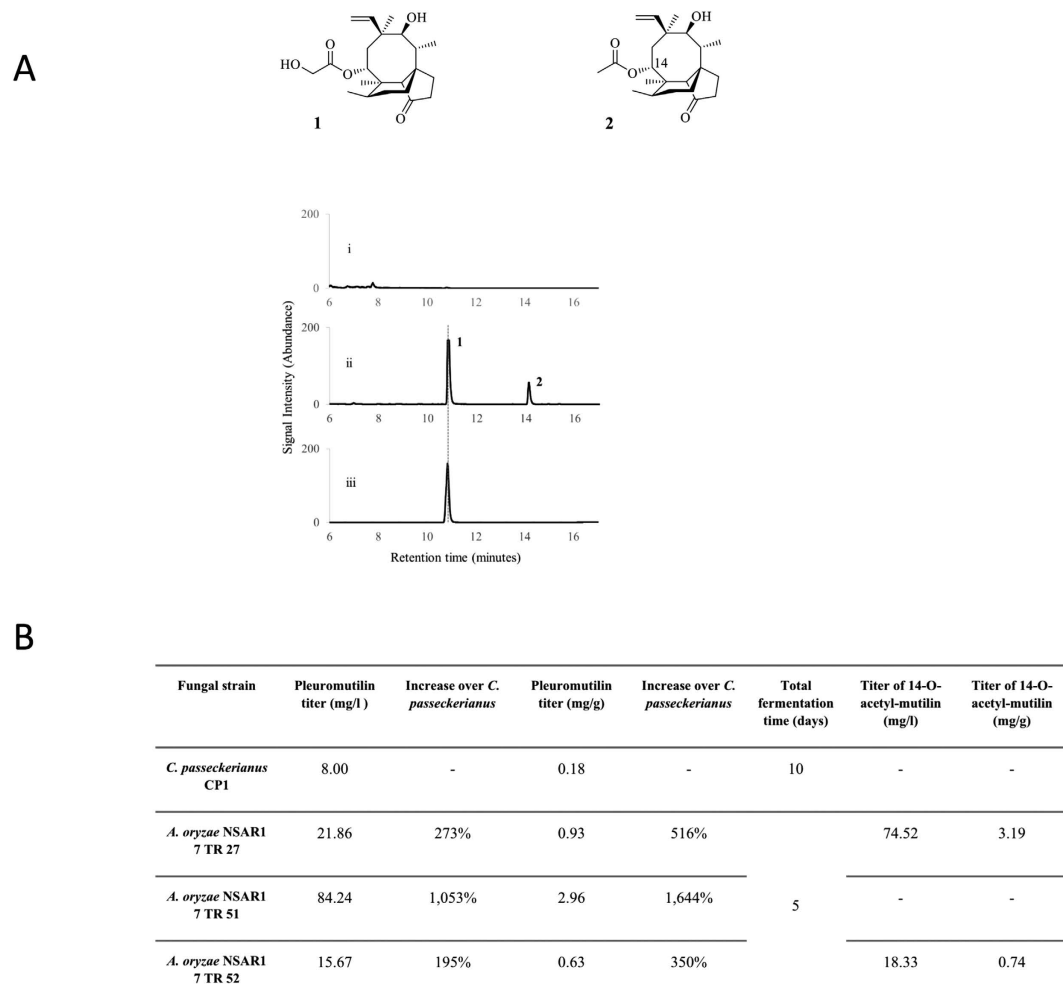 A
OH
O
HO
O
O
1
OH
O
O
14
O
2
200
i
0
6 8 10 12 14 16
200
1
ii
2
0
6 8 10 12 14 16
200
iii
0
6 8 10 12 14 16
Signal Intensity (Abundance)
Retention time (minutes)
B
Fungal strain Pleuromutilin titer (mg/l ) Increase over C. passeckerianus Pleuromutilin titer (mg/g) Increase over C. passeckerianus Total fermentation time (days) Titer of 14-O-acetyl-mutilin (mg/l) Titer of 14-O-acetyl-mutilin (mg/g)
C. passeckerianus CP1 8.00 - 0.18 - 10 - -
A. oryzae NSAR1 7 TR 27 21.86 273% 0.93 516% 74.52 3.19
A. oryzae NSAR1 7 TR 51 84.24 1,053% 2.96 1,644% 5 - -
A. oryzae NSAR1 7 TR 52 15.67 195% 0.63 350% 18.33 0.74